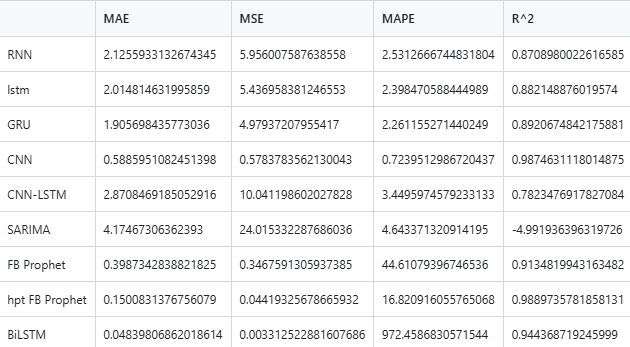 MAE MSE MAPE R^2
RNN 2.1255933132674345 5.956007587638558 2.5312666744831804 0.8708980022616585
lstm 2.014814631995859 5.436958381246553 2.398470588444989 0.882148876019574
GRU 1.905698435773036 4.97937207955417 2.261155271440249 0.8920674842175881
CNN 0.5885951082451398 0.5783783562130043 0.7239512986720437 0.9874631118014875
CNN-LSTM 2.8708469185052916 10.041198602027828 3.4495974579233133 0.7823476917827084
SARIMA 4.17467306362393 24.015332287686036 4.643371320914195 -4.991936396319726
FB Prophet 0.3987342838821825 0.3467591305937385 44.61079396746536 0.9134819943163482
hpt FB Prophet 0.1500831376756079 0.04419325678665932 16.820916055765068 0.9889735781858131
BiLSTM 0.04839806862018614 0.003312522881607686 972.4586830571544 0.944368719245999